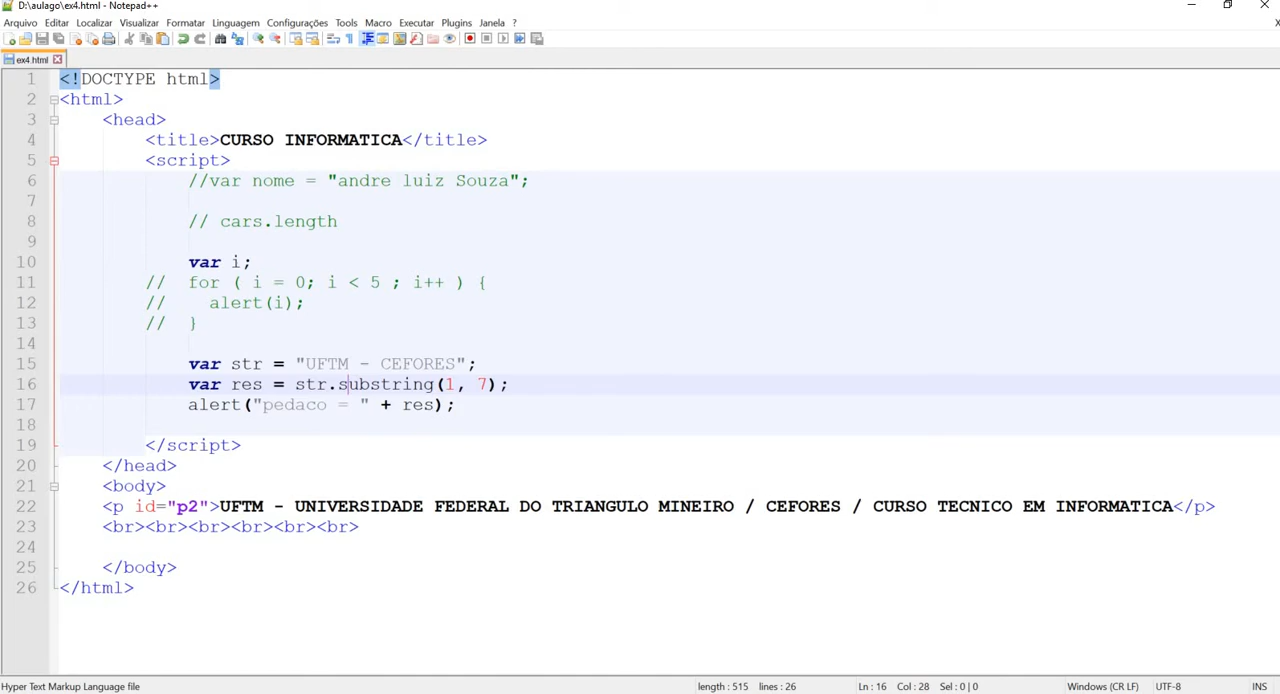 D:\aulago\ex4.html - Notepad++
Arquivo Editar Localizar Visualizar Formatar Linguagem Configurações Tools Macro Executar Plugins Janela ? X
ex4.html
1 <!DOCTYPE html>
2 <html>
3 <head>
4 <title>CURSO INFORMATICA</title>
5 <script>
6 //var nome = "andre luiz Souza";
7
8 // cars.length
9
10 var i;
11 // for ( i = 0; i < 5 ; i++ ) {
12 // alert(i);
13 // }
14
15 var str = "UFTM - CEFORES";
16 var res = str.substring(1, 7);
17 alert("pedaco = " + res);
18
19 </script>
20 </head>
21 <body>
22 <p id="p2">UFTM - UNIVERSIDADE FEDERAL DO TRIANGULO MINEIRO / CEFORES / CURSO TECNICO EM INFORMATICA</p>
23 <br><br><br><br><br><br>
24
25 </body>
26 </html>
Hyper Text Markup Language file length : 515 lines : 26 Ln : 16 Col : 28 Sel : 0 | 0 Windows (CR LF) UTF-8 INS